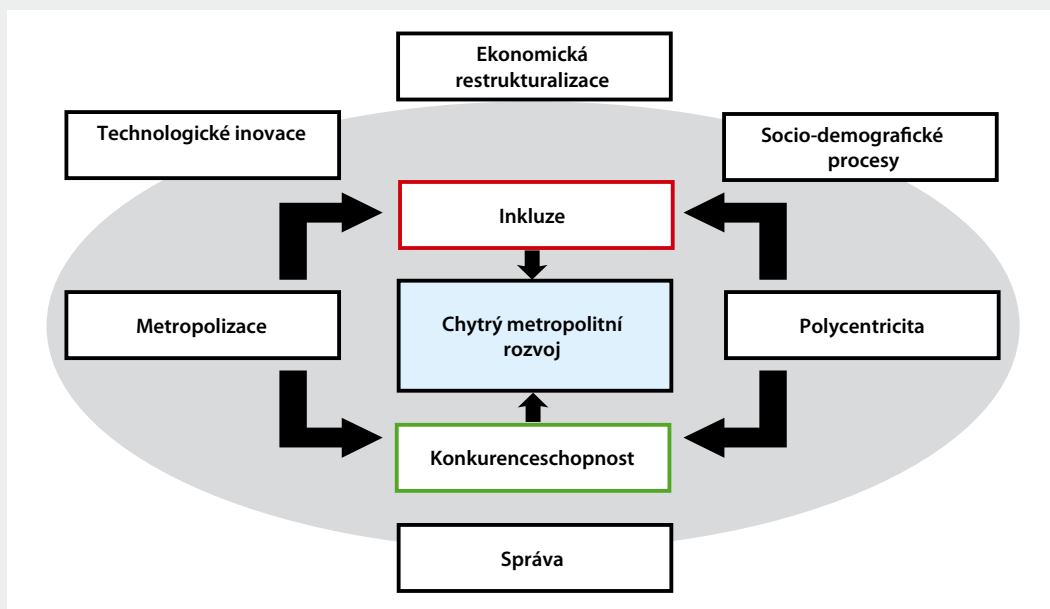 Ekonomická
restrukturalizace
Technologické inovace
Socio-demografické
procesy
Inkluze
Metropolizace
Chytrý metropolitní
rozvoj
Polycentricita
Konkurenceschopnost
Správa